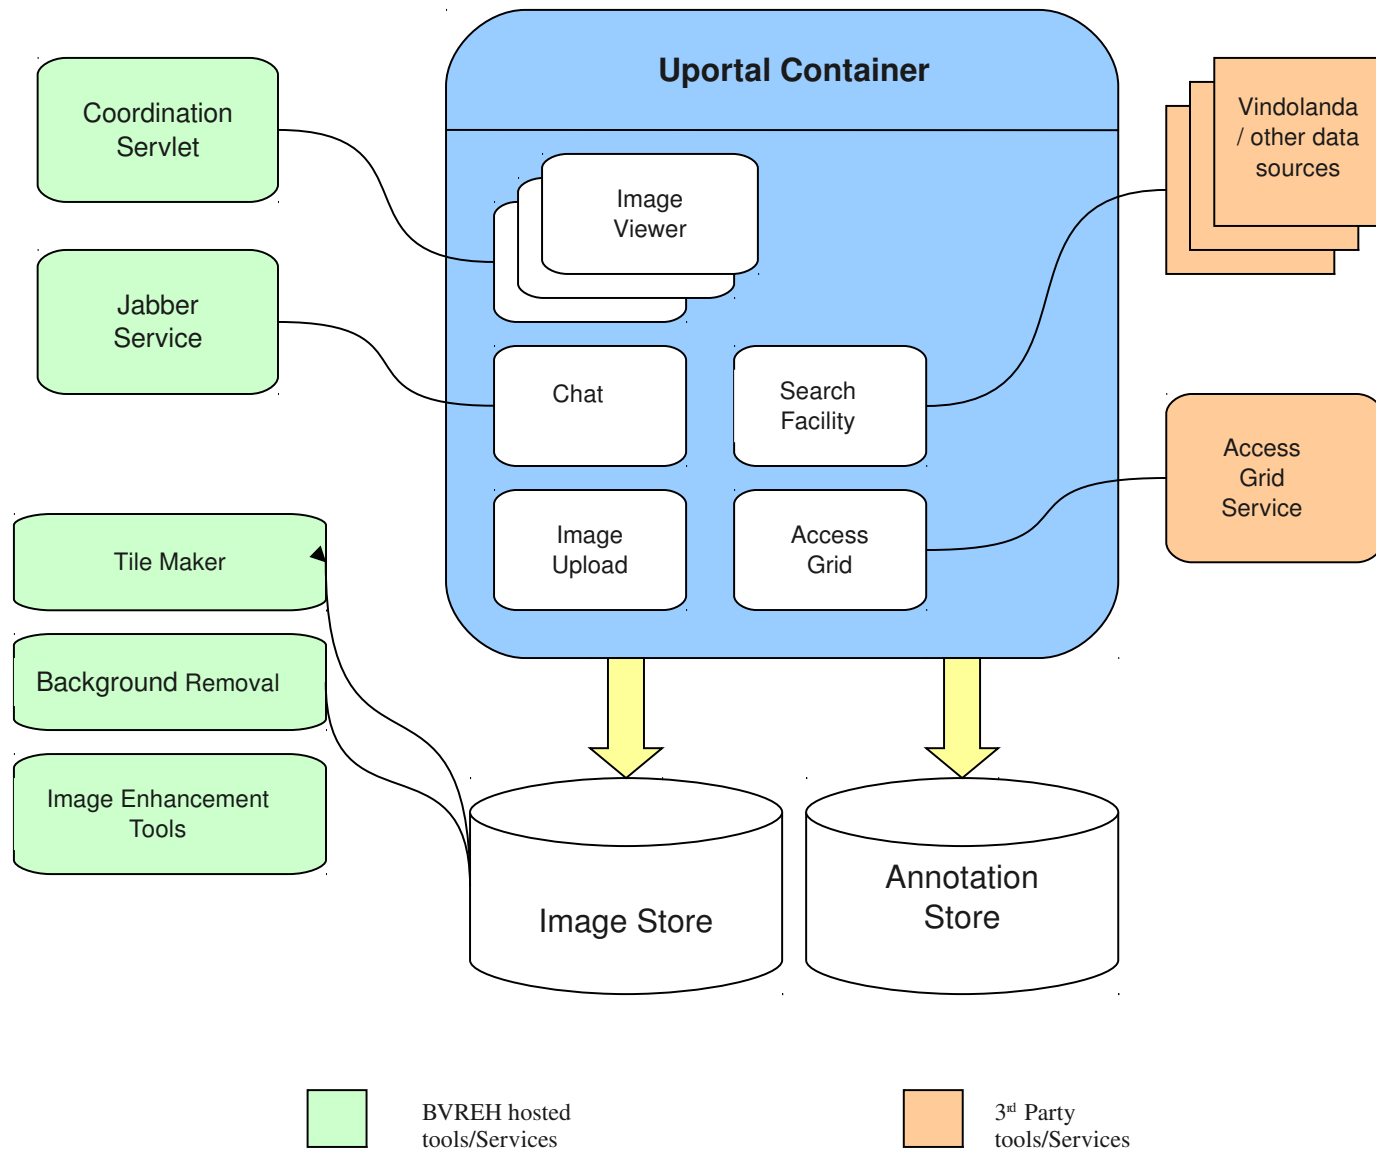 Uportal Container
Coordination
Servlet
Image
Viewer
Vindolanda
/ other data
sources
Jabber
Service
Chat
Search
Facility
Access
Grid
Service
Image
Upload
Access
Grid
Tile Maker
Background Removal
Image Enhancement
Tools
Image Store
Annotation
Store
BVREH hosted
tools/Services
3rd Party
tools/Services